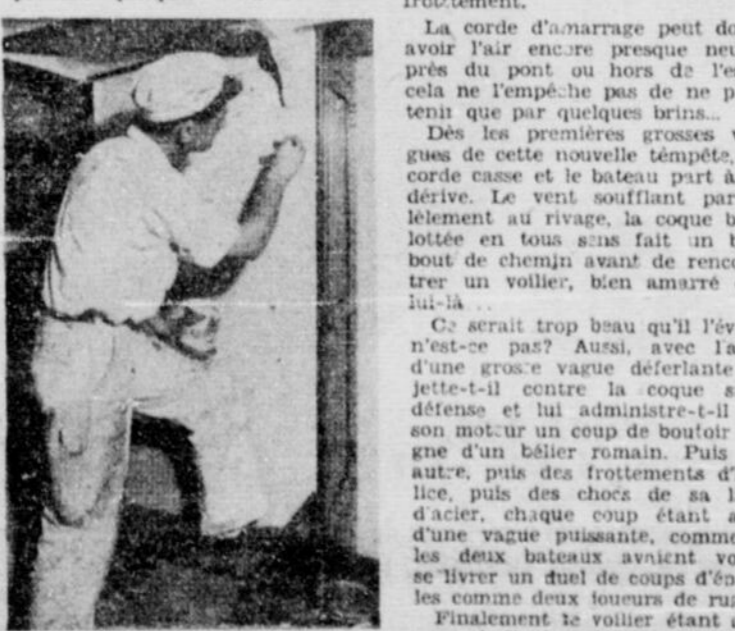 frottement.
La corde d'amarrage peut do
avoir l'air encore presque neu
près du pont ou hors de l'e
cela ne l'empêche pas de ne p
tenir que par quelques brins...
Dès les premières grosses v
gues de cette nouvelle témpête,
corde casse et le bateau part à
dérive. Le vent soufflant par
lèlement au rivage, la coque b
lottée en tous sens fait un b
bout de chemin avant de renco
trer un voilier, bien amarré
lui-là...
Ce serait trop beau qu'il l'év
n'est-ce pas? Aussi, avec l'a
d'une grosse vague déferlante
jette-t-il contre la coque s
défense et lui administre-t-il
son moteur un coup de boutoir
gne d'un bélier romain. Puis
autre, puis des frottements d'
lice, puis des chocs de sa l
d'acier, chaque coup étant a
d'une vague puissante, comme
les deux bateaux avaient vo
se livrer un duel de coups d'ép
les comme deux joueurs de ru
Finalement le voilier étant